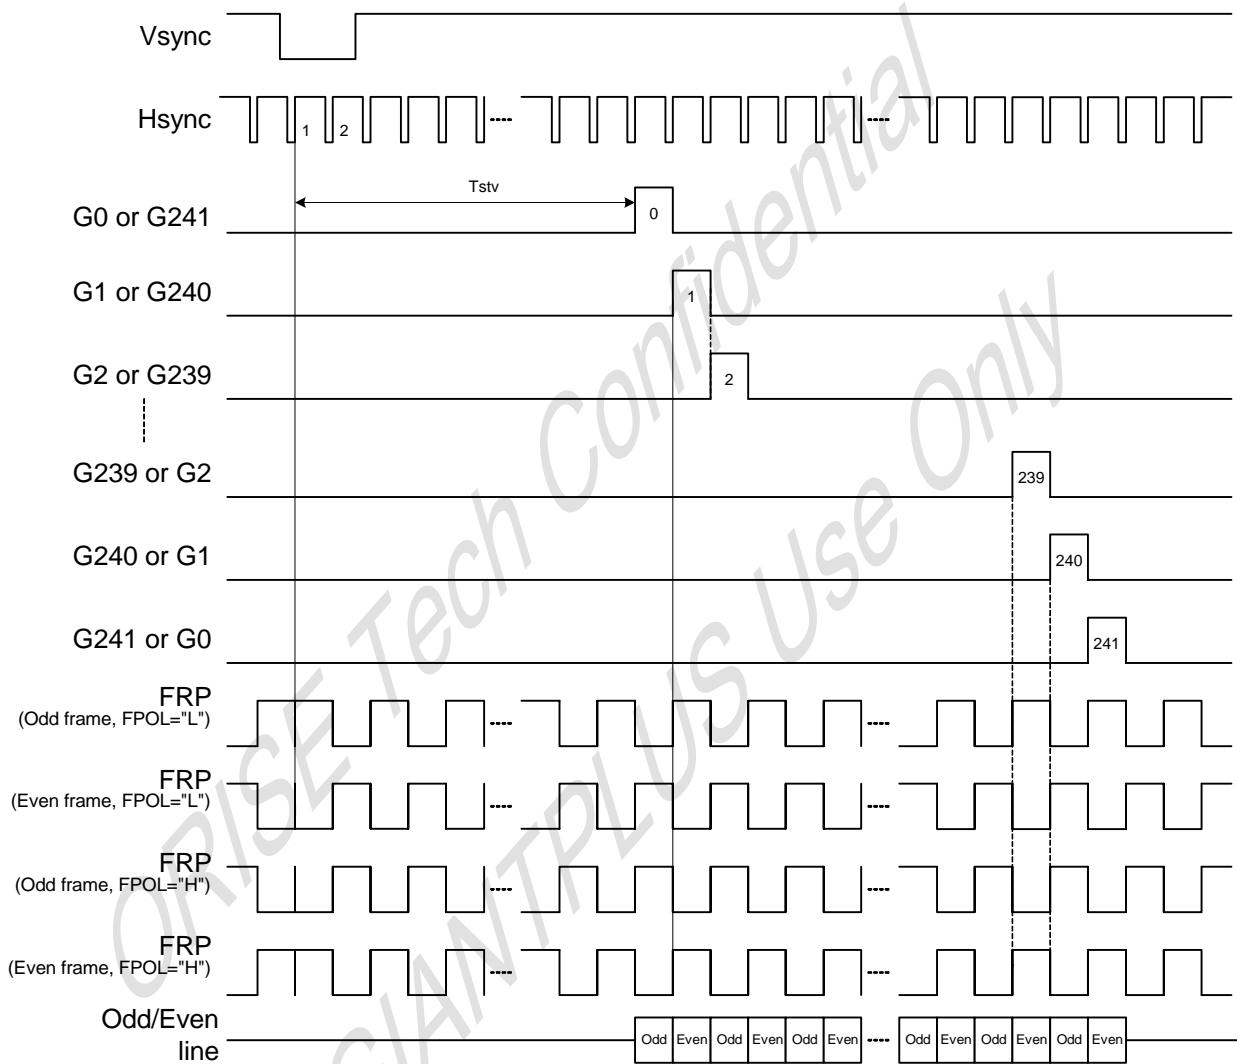 Vsync
Hsync
1 2
Tstv
G0 or G241
0
G1 or G240
1
G2 or G239
2
G239 or G2
239
G240 or G1
240
G241 or G0
241
FRP
(Odd frame, FPOL="L")
FRP
(Even frame, FPOL="L")
FRP
(Odd frame, FPOL="H")
FRP
(Even frame, FPOL="H")
Odd/Even
line
Odd Even Odd Even Odd Even Odd Even Odd Even Odd Even
ORISE Tech Confidential
GIANTPLUS Use Only